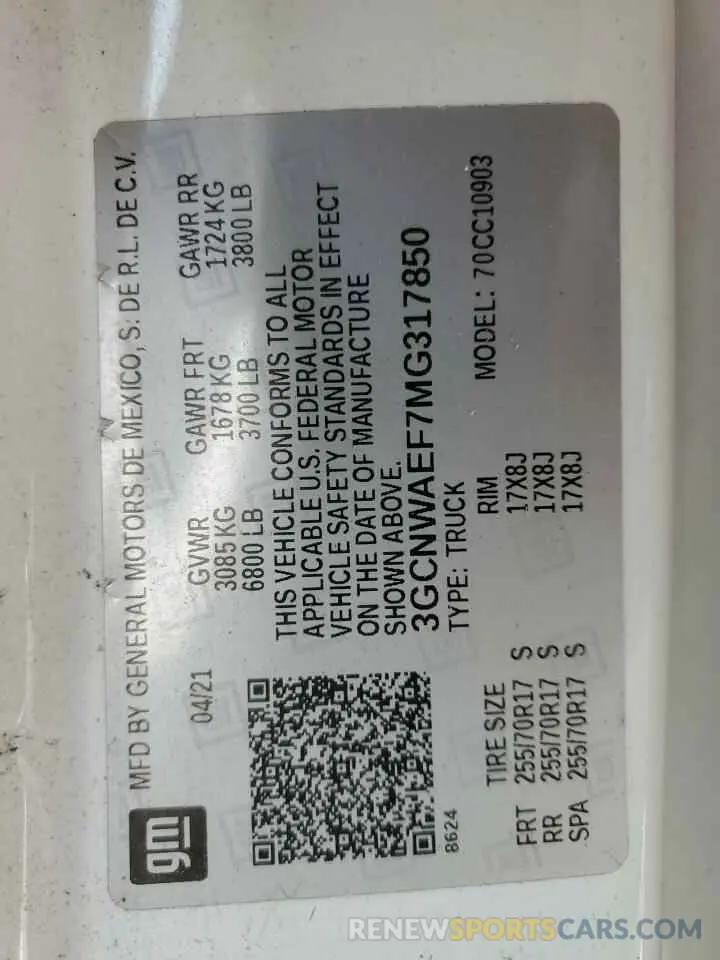 gm MFD BY GENERAL MOTORS DE MEXICO, S: DE R.L. DE C.V.
04/21 GVWR GAWR FRT GAWR RR
3085 KG 1678 KG 1724 KG
6800 LB 3700 LB 3800 LB
THIS VEHICLE CONFORMS TO ALL
APPLICABLE U.S. FEDERAL MOTOR
VEHICLE SAFETY STANDARDS IN EFFECT
ON THE DATE OF MANUFACTURE
SHOWN ABOVE.
3GCNWAEF7MG317850
8624 TYPE: TRUCK MODEL: 70CC10903
TIRE SIZE RIM
FRT 255/70R17 S 17X8J
RR 255/70R17 S 17X8J
SPA 255/70R17 S 17X8J
RENEWSPORTSCARS.COM